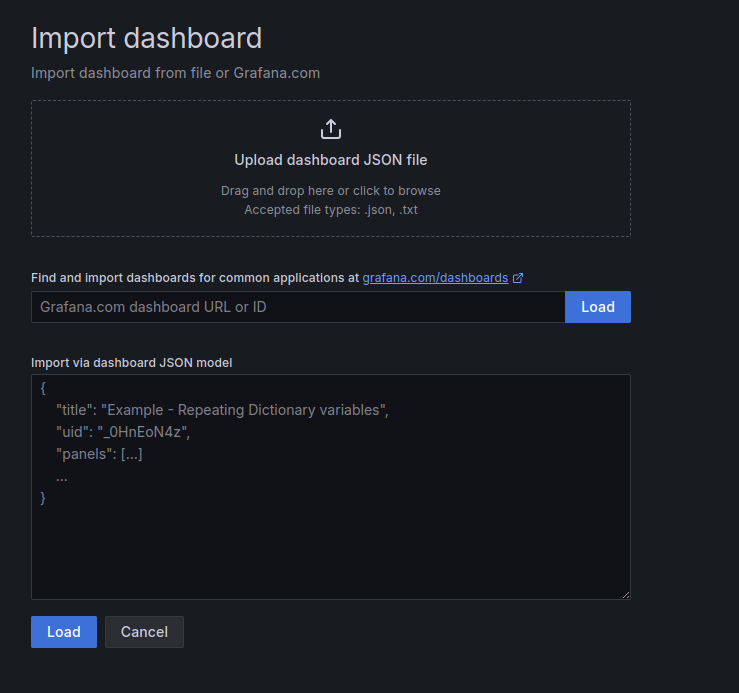 Import dashboard
Import dashboard from file or Grafana.com
Upload dashboard JSON file
Drag and drop here or click to browse
Accepted file types: .json, .txt
Find and import dashboards for common applications at grafana.com/dashboards
Grafana.com dashboard URL or ID
Load
Import via dashboard JSON model
{
    "title": "Example - Repeating Dictionary variables",
    "uid": "_0HnEoN4z",
    "panels": [...]
    ...
}
Load
Cancel